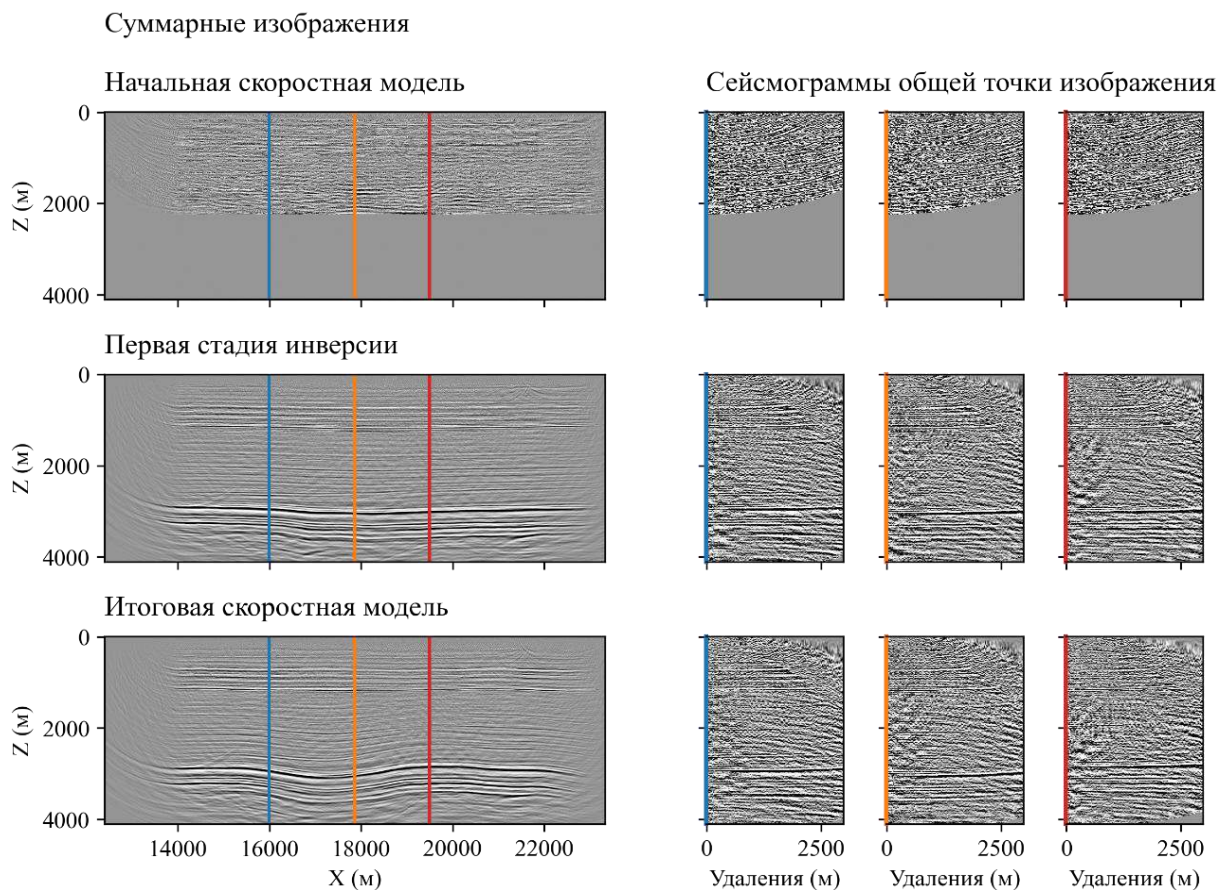 Суммарные изображения
Начальная скоростная модель
Сейсмограммы общей точки изображения
0
2000
4000
Z (м)
14000 16000 18000 20000 22000
0 2500
0 2500
0 2500
Первая стадия инверсии
0
2000
4000
Z (м)
Итоговая скоростная модель
0
2000
4000
Z (м)
X (м)
Удаления (м) Удаления (м) Удаления (м)